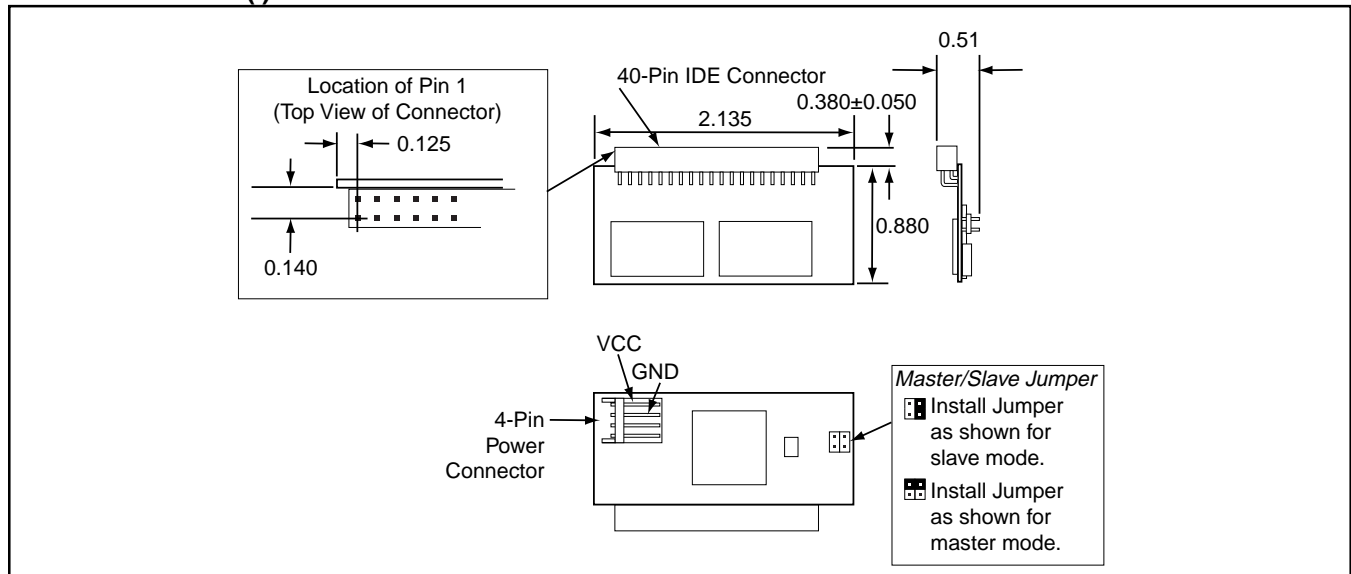 Location of Pin 1
(Top View of Connector)
0.125
0.140
40-Pin IDE Connector
2.135
0.380±0.050
0.51
0.880
VCC
GND
4-Pin
Power
Connector
Master/Slave Jumper
Install Jumper
as shown for
slave mode.
Install Jumper
as shown for
master mode.